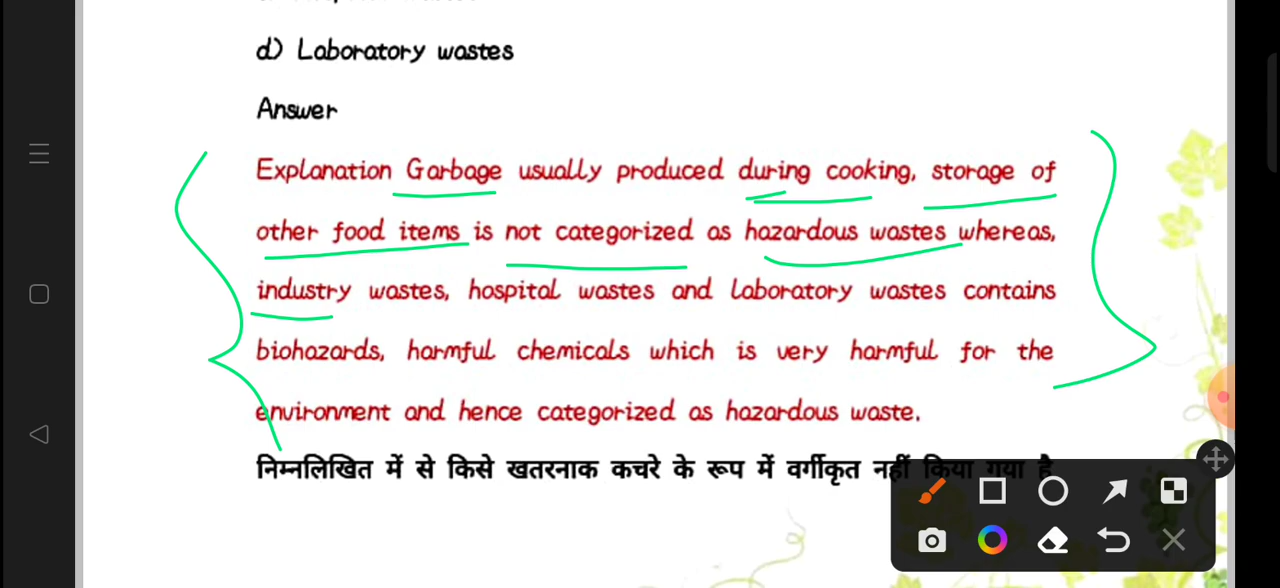 d) Laboratory wastes
Answer
Explanation Garbage usually produced during cooking, storage of
other food items is not categorized as hazardous wastes whereas,
industry wastes, hospital wastes and laboratory wastes contains
biohazards, harmful chemicals which is very harmful for the
environment and hence categorized as hazardous waste.
निम्नलिखित में से किसे खतरनाक कचरे के रूप में वर्गीकृत नहीं किया गया है